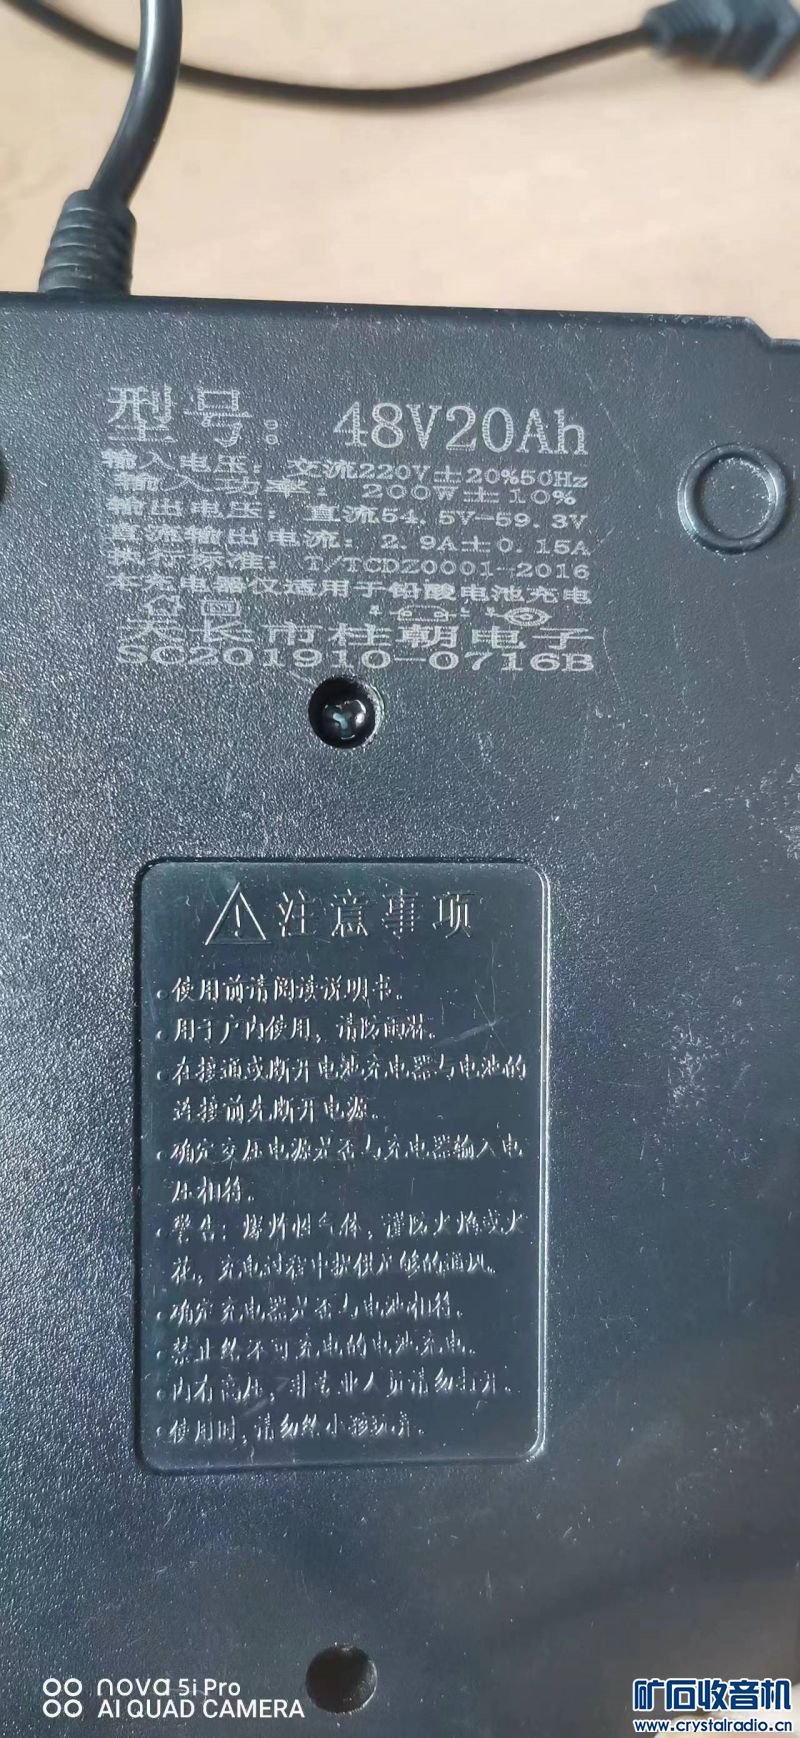 型号: 48V20Ah
输入电压: 交流220V±20%50Hz
输入功率: 200W±10%
输出电压: 直流54.5V-59.3V
直流输出电流: 2.9A±0.15A
执行标准: T/TCDZ0001-2016
本充电器仅适用于铅酸电池充电
天长市柱朝电子
SC201910-0716B
注意事项
·使用前请阅读说明书。
·用于户内使用，请防雨淋。
·在接通或断开电池充电器与电池的
连接前先断开电源。
·确定交压电源是否与充电器输入电
压相符。
·警告：爆炸性气体，谨防火焰或火
花，充电过程中提供足够的通风。
·确定充电器是否与电池相符。
·禁止给不可充电的电池充电。
·内有高压，非专业人员请勿打开。
·使用时，请勿给小孩玩弄。
nova 5i Pro
AI QUAD CAMERA
矿石收音机
www.crystalradio.cn